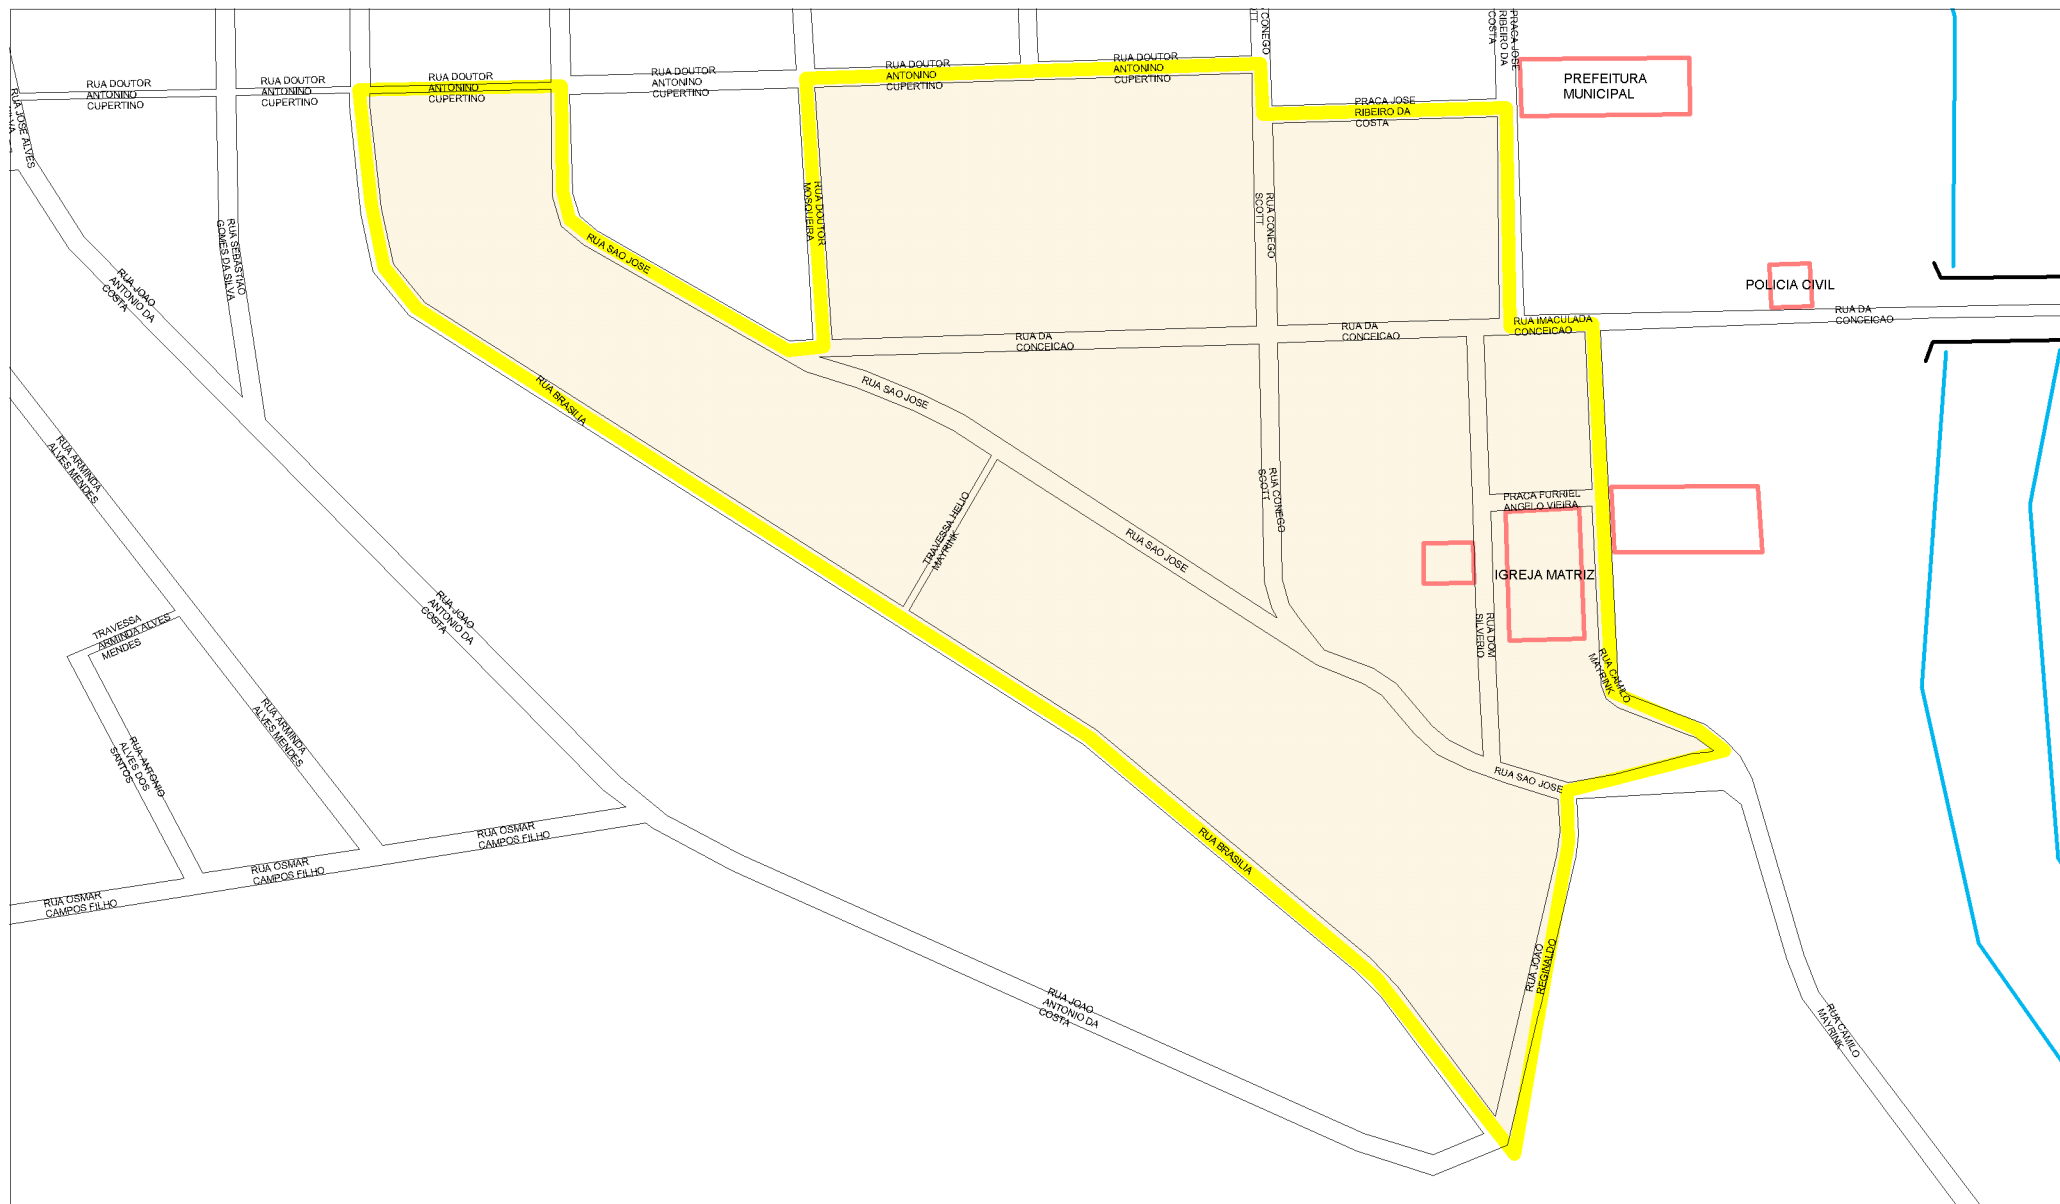 RUA DOUTOR
ANTONINO
CUPERTINO
RUA DOUTOR
ANTONINO
CUPERTINO
RUA DOUTOR
ANTONINO
CUPERTINO
RUA DOUTOR
ANTONINO
CUPERTINO
RUA DOUTOR
ANTONINO
CUPERTINO
RUA DOUTOR
ANTONINO
CUPERTINO
CONEGO
PRACA JOSE
RIBEIRO DA
COSTA
PREFEITURA
MUNICIPAL
PRACA JOSE
RIBEIRO DA
COSTA
RUA JOSE ALVES
RUA SEBASTIAO
GOMES DA SILVA
RUA JOAO
ANTONIO DA
COSTA
RUA SAO JOSE
RUA DOUTOR
MOSQUEIRA
RUA CONEGO
SCOTT
POLICIA CIVIL
RUA DA
CONCEICAO
RUA DA
CONCEICAO
RUA IMACULADA
CONCEICAO
RUA DA
CONCEICAO
RUA BRASILIA
RUA SAO JOSE
RUA ARMINDA
ALVES MENDES
TRAVESSA HELIO
MAYRINK
RUA CONEGO
SCOTT
PRACA FURRIEL
ANGELO VIEIRA
RUA SAO JOSE
IGREJA MATRIZ
RUA JOAO
ANTONIO DA
COSTA
TRAVESSA
ARMINDA ALVES
MENDES
RUA DOM
SILVERIO
RUA CAMILO
MAYRINK
RUA ARMINDA
ALVES MENDES
RUA ANTONIO
ALVES DOS
SANTOS
RUA SAO JOSE
RUA OSMAR
CAMPOS FILHO
RUA OSMAR
CAMPOS FILHO
RUA OSMAR
CAMPOS FILHO
RUA BRASILIA
RUA JOAO
REGINALDO
RUA JOAO
ANTONIO DA
COSTA
RUA CAMILO
MAYRINK